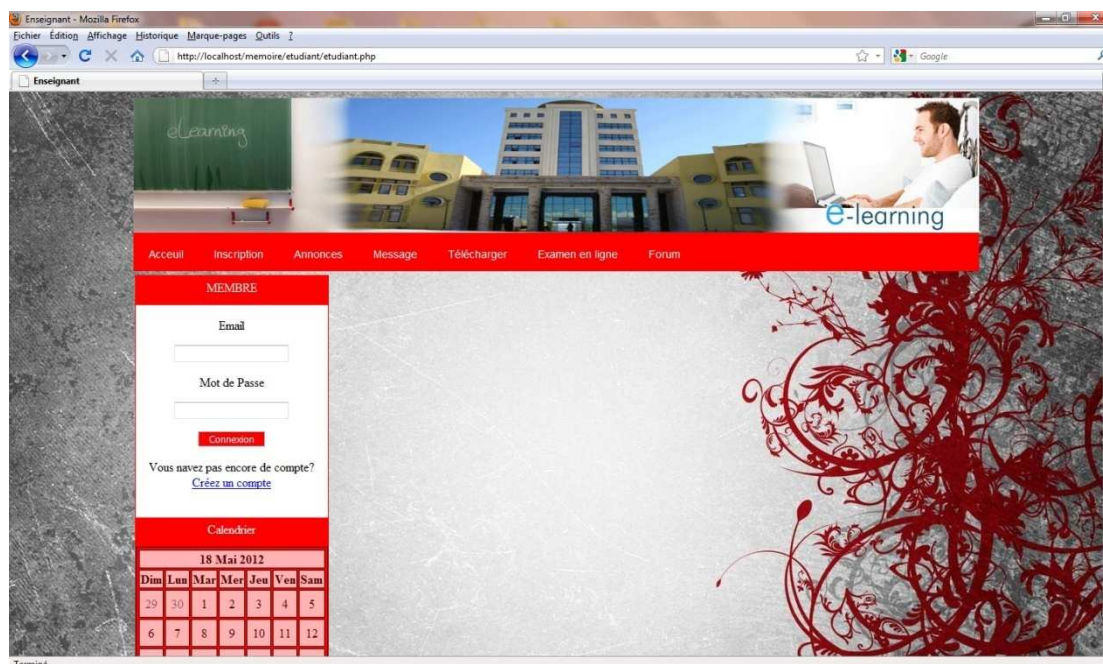 Enseignant - Mozilla Firefox
Eichier Édition Affichage Historique Marque-pages Outils ?
http://localhost/memoire/etudiant/etudiant.php
Google
Enseignant
eLearning
e-learning
Acceuil Inscription Annonces Message Télécharger Examen en ligne Forum
MEMBRE
Email
Mot de Passe
Connexion
Vous navez pas encore de compte?
Créez un compte
Calendrier
18 Mai 2012
Dim Lun Mar Mer Jeu Ven Sam
29 30 1 2 3 4 5
6 7 8 9 10 11 12
Terminé